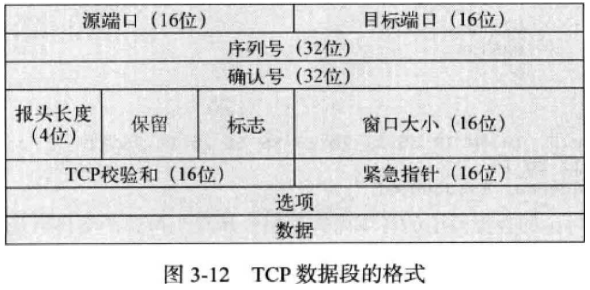 源端口（16位） 目标端口（16位）
序列号（32位）
确认号（32位）
报头长度
（4位） 保留 标志 窗口大小（16位）
TCP校验和（16位） 紧急指针（16位）
选项
数据
图 3-12 TCP 数据段的格式